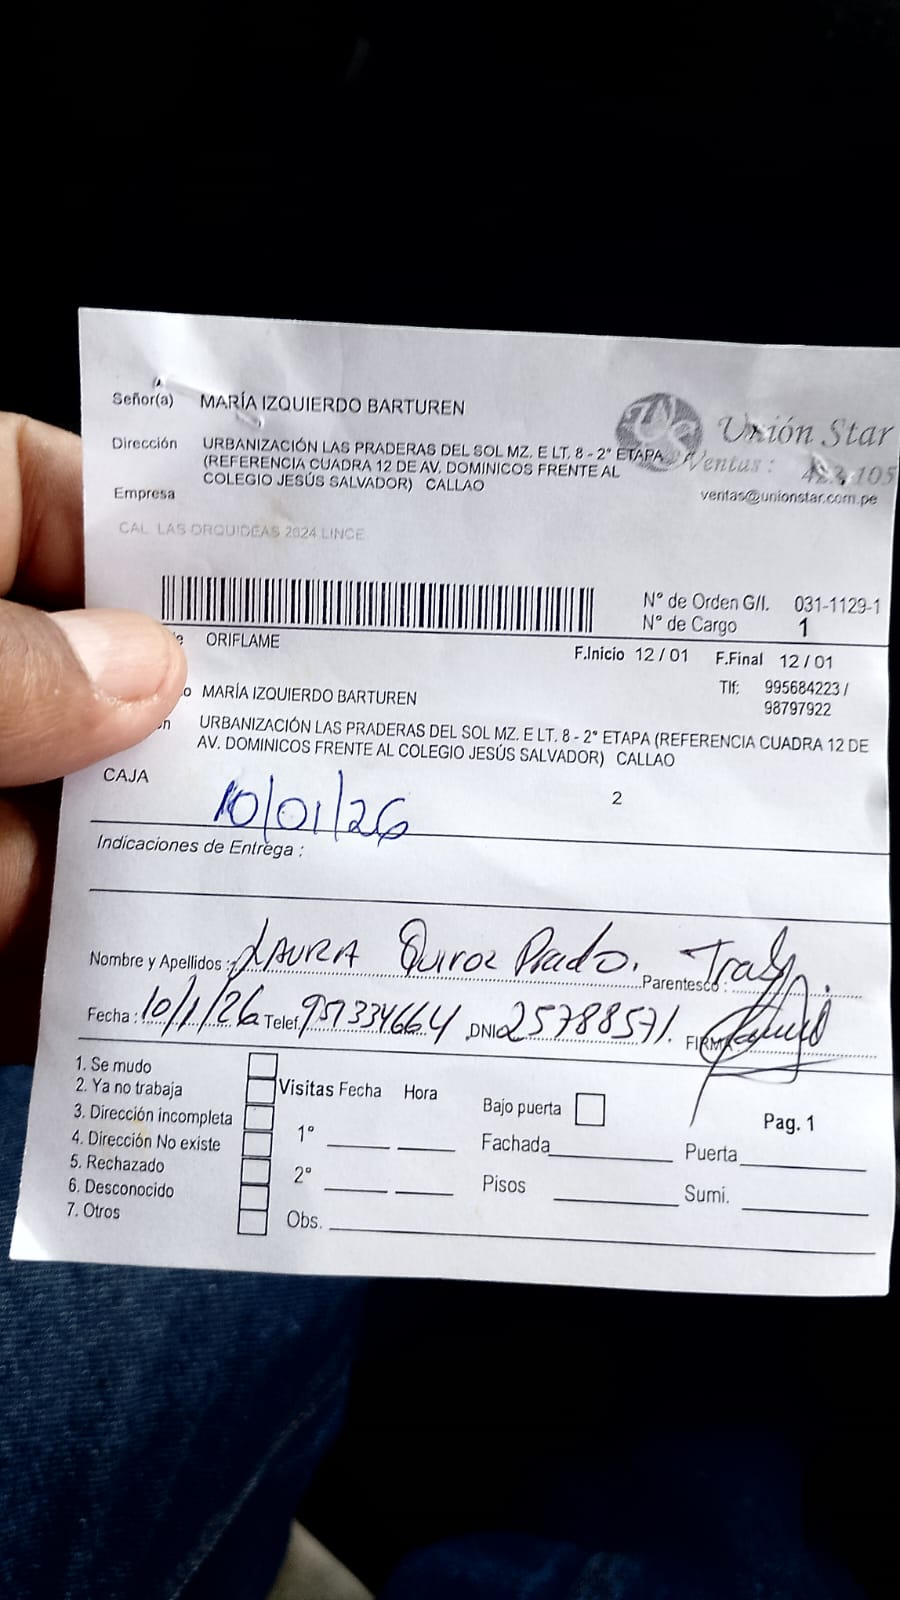 Señor(a) MARÍA IZQUIERDO BARTUREN
Unión Star
Dirección URBANIZACIÓN LAS PRADERAS DEL SOL MZ. E LT. 8 - 2° ETAPA
(REFERENCIA CUADRA 12 DE AV. DOMINICOS FRENTE AL
COLEGIO JESÚS SALVADOR) CALLAO
Ventas :
ventas@unionstar.com.pe
Empresa
CAL LAS ORQUIDEAS 2624 LINCE
N° de Orden G/I. 031-1129-1
N° de Cargo 1
ORIFLAME
F.Inicio 12 / 01 F.Final 12 / 01
Tlf: 995684223 /
98797922
MARÍA IZQUIERDO BARTUREN
URBANIZACIÓN LAS PRADERAS DEL SOL MZ. E LT. 8 - 2° ETAPA (REFERENCIA CUADRA 12 DE
AV. DOMINICOS FRENTE AL COLEGIO JESÚS SALVADOR) CALLAO
CAJA 2
10/01/26
Indicaciones de Entrega :
Nombre y Apellidos : LAURA Quiroz Prado. Parentesco :
Fecha : 10/1/26 Telef. 957334664 DNI 25788571. FIRMA
1. Se mudo
2. Ya no trabaja
3. Dirección incompleta
4. Dirección No existe
5. Rechazado
6. Desconocido
7. Otros
Visitas Fecha Hora
1°
2°
Obs.
Bajo puerta
Fachada
Pisos
Pag. 1
Puerta
Sumi.